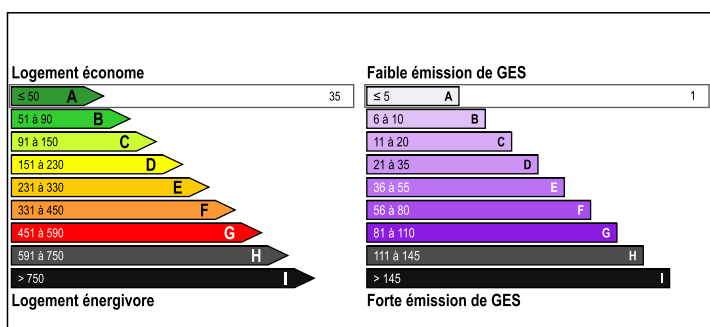 Logement économe
≤ 50 A 35
51 à 90 B
91 à 150 C
151 à 230 D
231 à 330 E
331 à 450 F
451 à 590 G
591 à 750 H
> 750 I
Logement énergivore
Faible émission de GES
≤ 5 A 1
6 à 10 B
11 à 20 C
21 à 35 D
36 à 55 E
56 à 80 F
81 à 110 G
111 à 145 H
> 145 I
Forte émission de GES